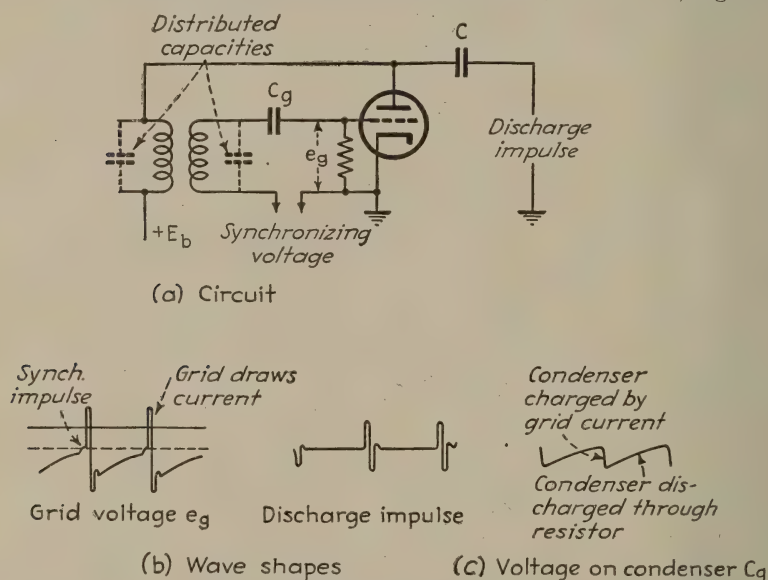 Distributed
capacities
C
Cg
eg
Discharge
impulse
+Eb
Synchronizing
voltage
(a) Circuit
Synch.
impulse
Grid draws
current
Condenser
charged by
grid current
Condenser dis-
charged through
resistor
Grid voltage eg
Discharge impulse
(b) Wave shapes
(c) Voltage on condenser Cg